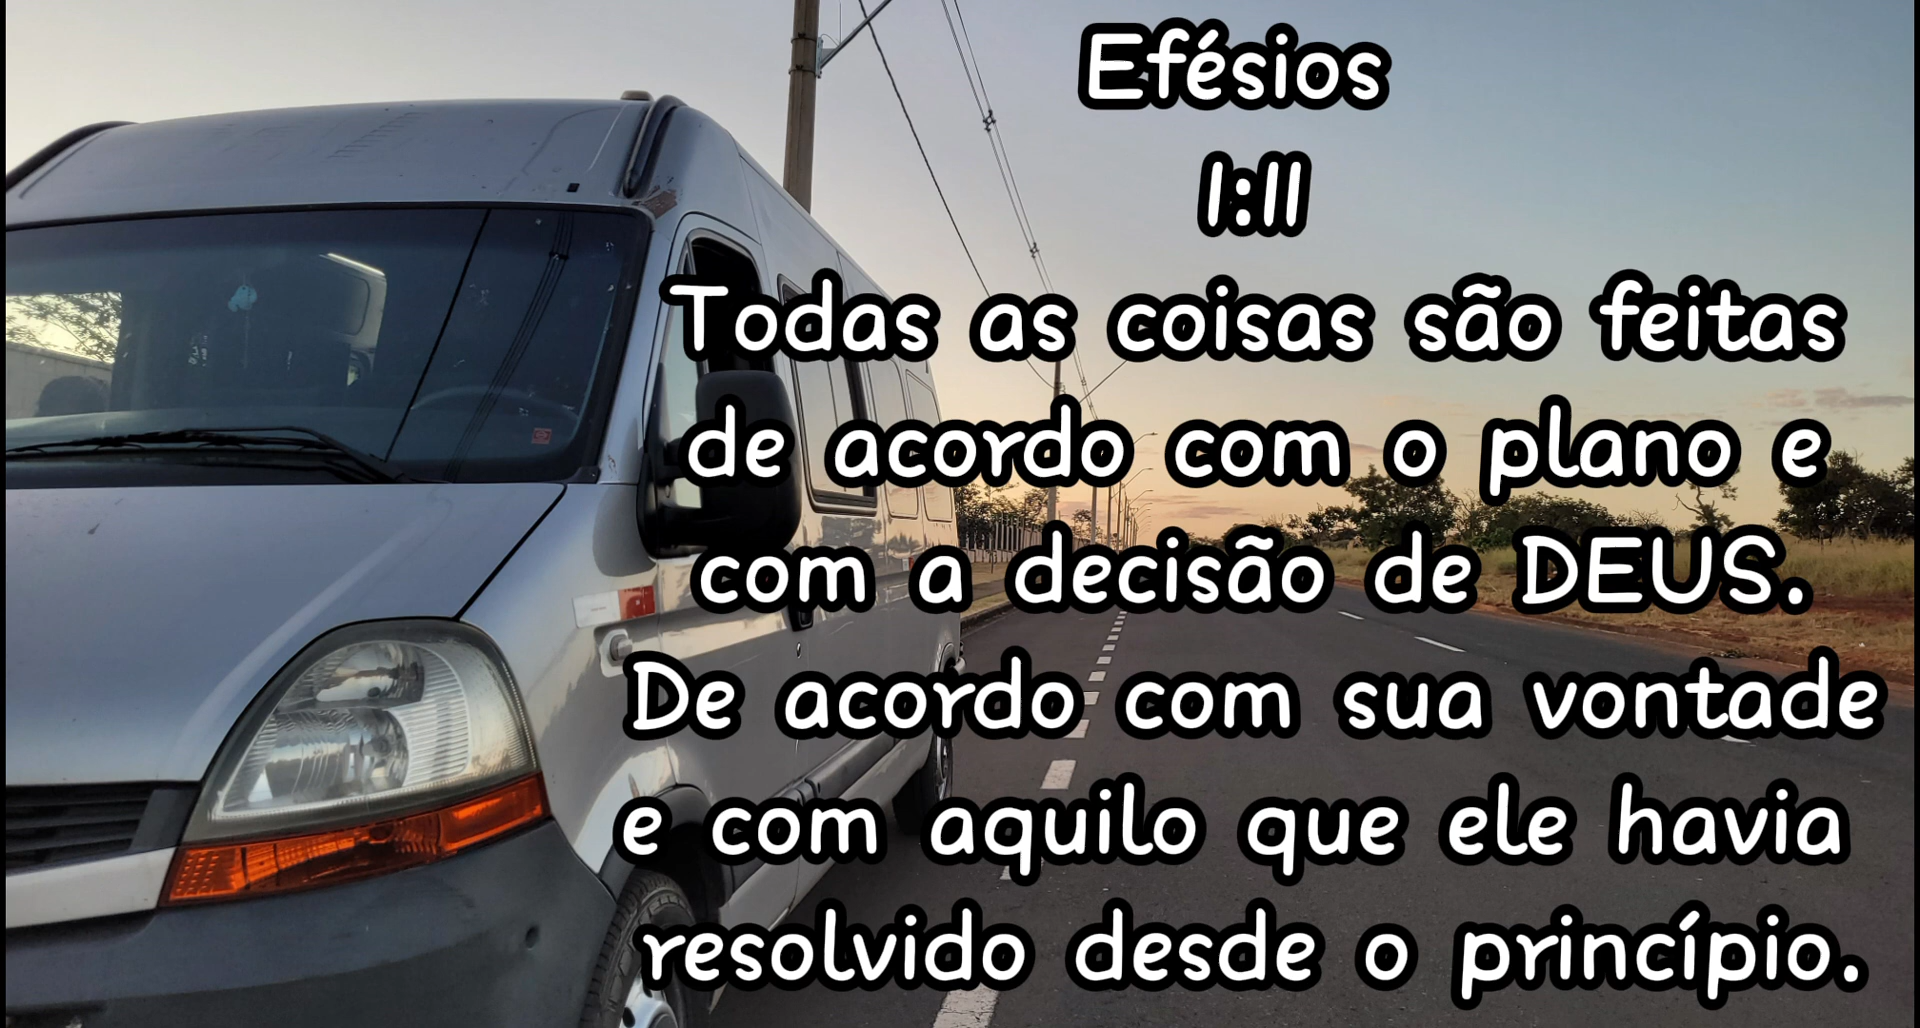 Efésios
1:11
Todas as coisas são feitas
de acordo com o plano e
com a decisão de DEUS.
De acordo com sua vontade
e com aquilo que ele havia
resolvido desde o princípio.